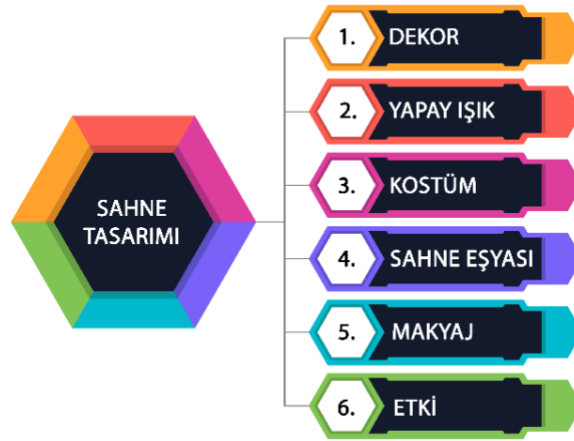 SAHNE
TASARIMI
1. DEKOR
2. YAPAY IŞIK
3. KOSTÜM
4. SAHNE EŞYASI
5. MAKYAJ
6. ETKİ